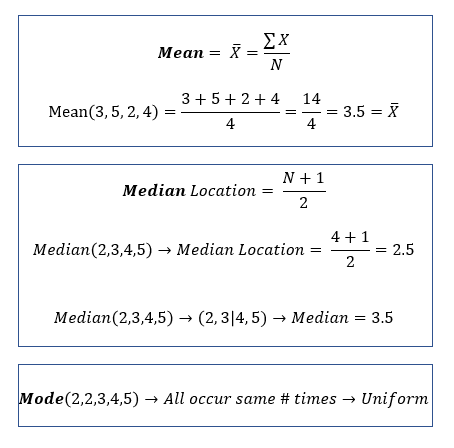 Mean = X̄ = ∑X / N
Mean(3, 5, 2, 4) = 3 + 5 + 2 + 4 / 4 = 14 / 4 = 3.5 = X̄
Median Location = N + 1 / 2
Median(2,3,4,5) → Median Location = 4 + 1 / 2 = 2.5
Median(2,3,4,5) → (2, 3|4, 5) → Median = 3.5
Mode(2,2,3,4,5) → All occur same # times → Uniform